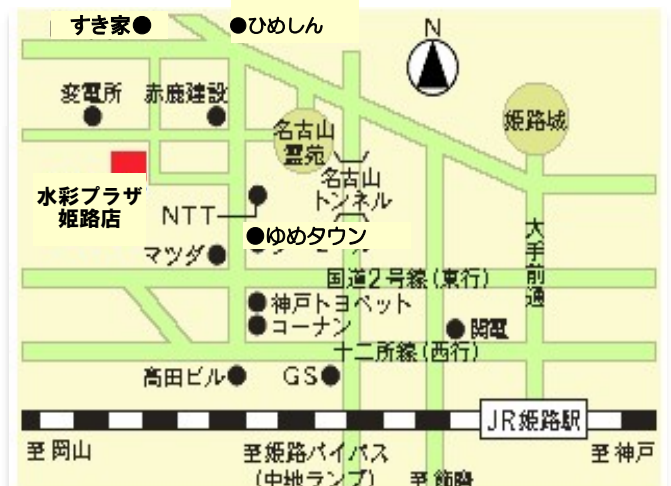 すき家●
●ひめしん
N
変電所
赤鹿建設
名古山
霊苑
姫路城
水彩プラザ
姫路店
名古山
トンネル
NTT
●ゆめタウン
大手前通
マツダ
国道2号線(東行)
神戸トヨペット
コーナン
関電
十二所線(西行)
高田ビル
GS
JR姫路駅
至岡山
至姫路バイパス
(中地ランプ)
至飾磨
至神戸